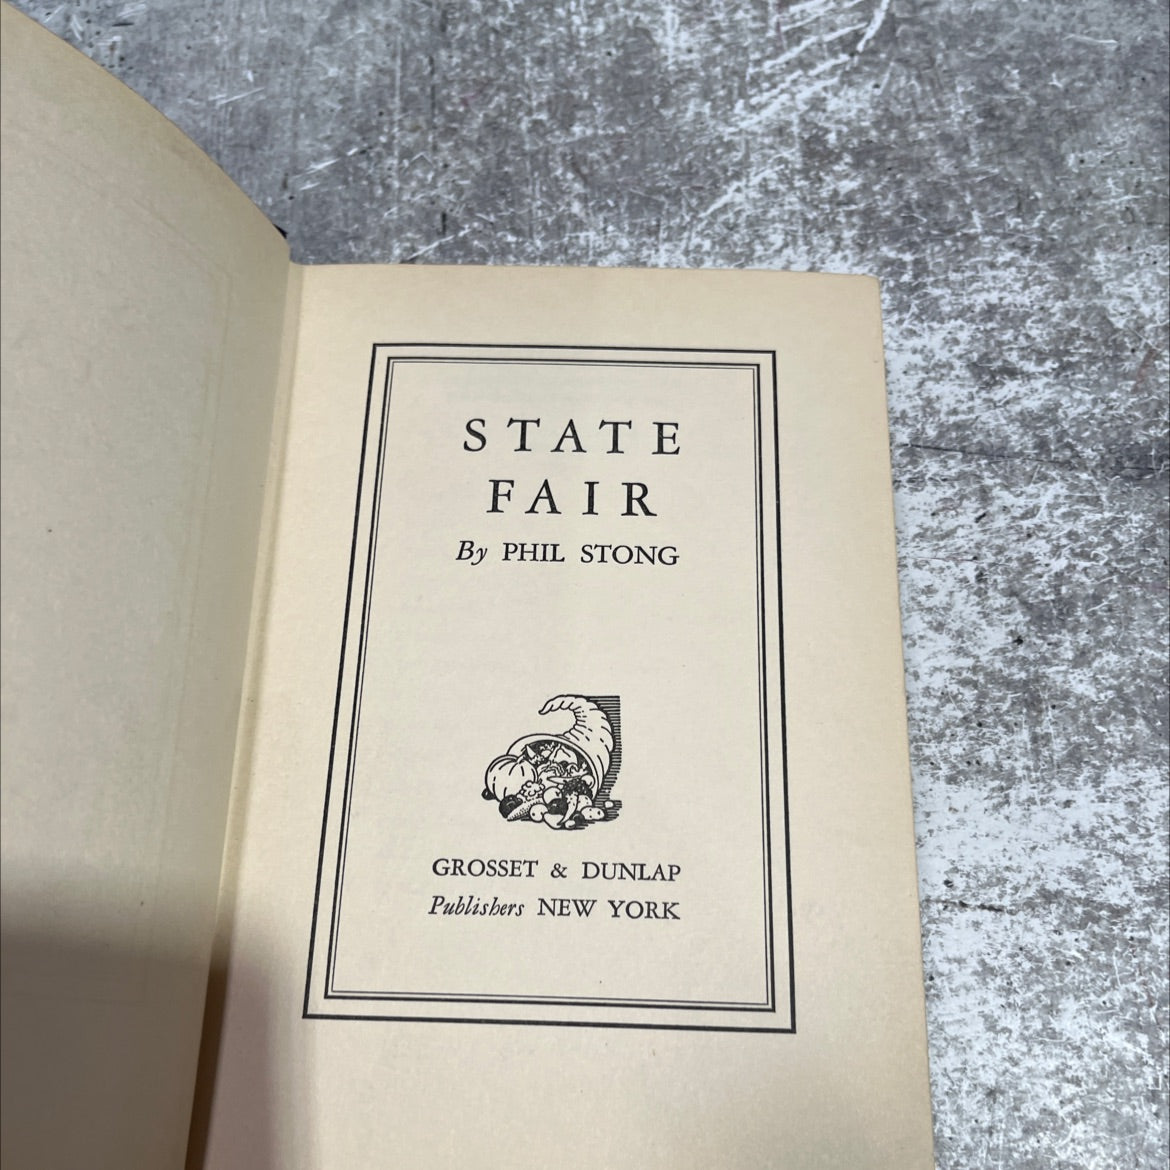 STATE
FAIR
By PHIL STONG
GROSSET & DUNLAP
Publishers NEW YORK